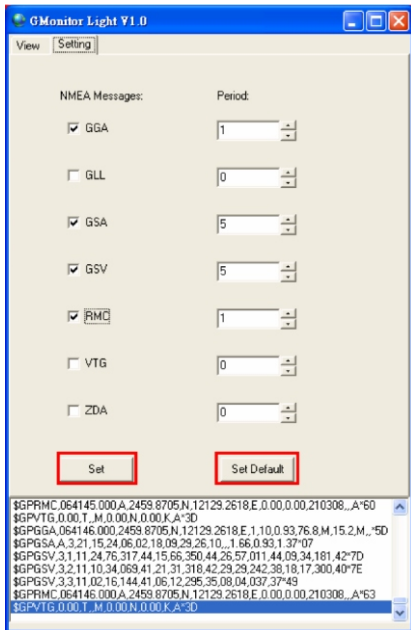 GMonitor Light V1.0
View Setting
NMEA Messages: Period:
GGA 1
GLL 0
GSA 5
GSV 5
RMC 1
VTG 0
ZDA 0
Set Set Default
$GPRMC,064145.000,A,2459.8705,N,12129.2618,E,0.00,0.00,210308,,,A*60
$GPVTG,0.00,T,,M,0.00,N,0.00,K,A*3D
$GPGGA,064146.000,2459.8705,N,12129.2618,E,1,10,0.93,76.8,M,15.2,M,,*5D
$GPGSA,A,3,21,15,24,06,02,18,09,29,26,10,,,1.66,0.93,1.37*07
$GPGSV,3,1,11,24,76,317,44,15,66,350,44,26,57,011,44,09,34,181,42*7D
$GPGSV,3,2,11,10,34,069,41,21,31,318,42,29,29,242,38,18,17,300,40*7E
$GPGSV,3,3,11,02,16,144,41,06,12,295,35,08,04,037,37*49
$GPRMC,064146.000,A,2459.8705,N,12129.2618,E,0.00,0.00,210308,,,A*63
$GPVTG,0.00,T,,M,0.00,N,0.00,K,A*3D